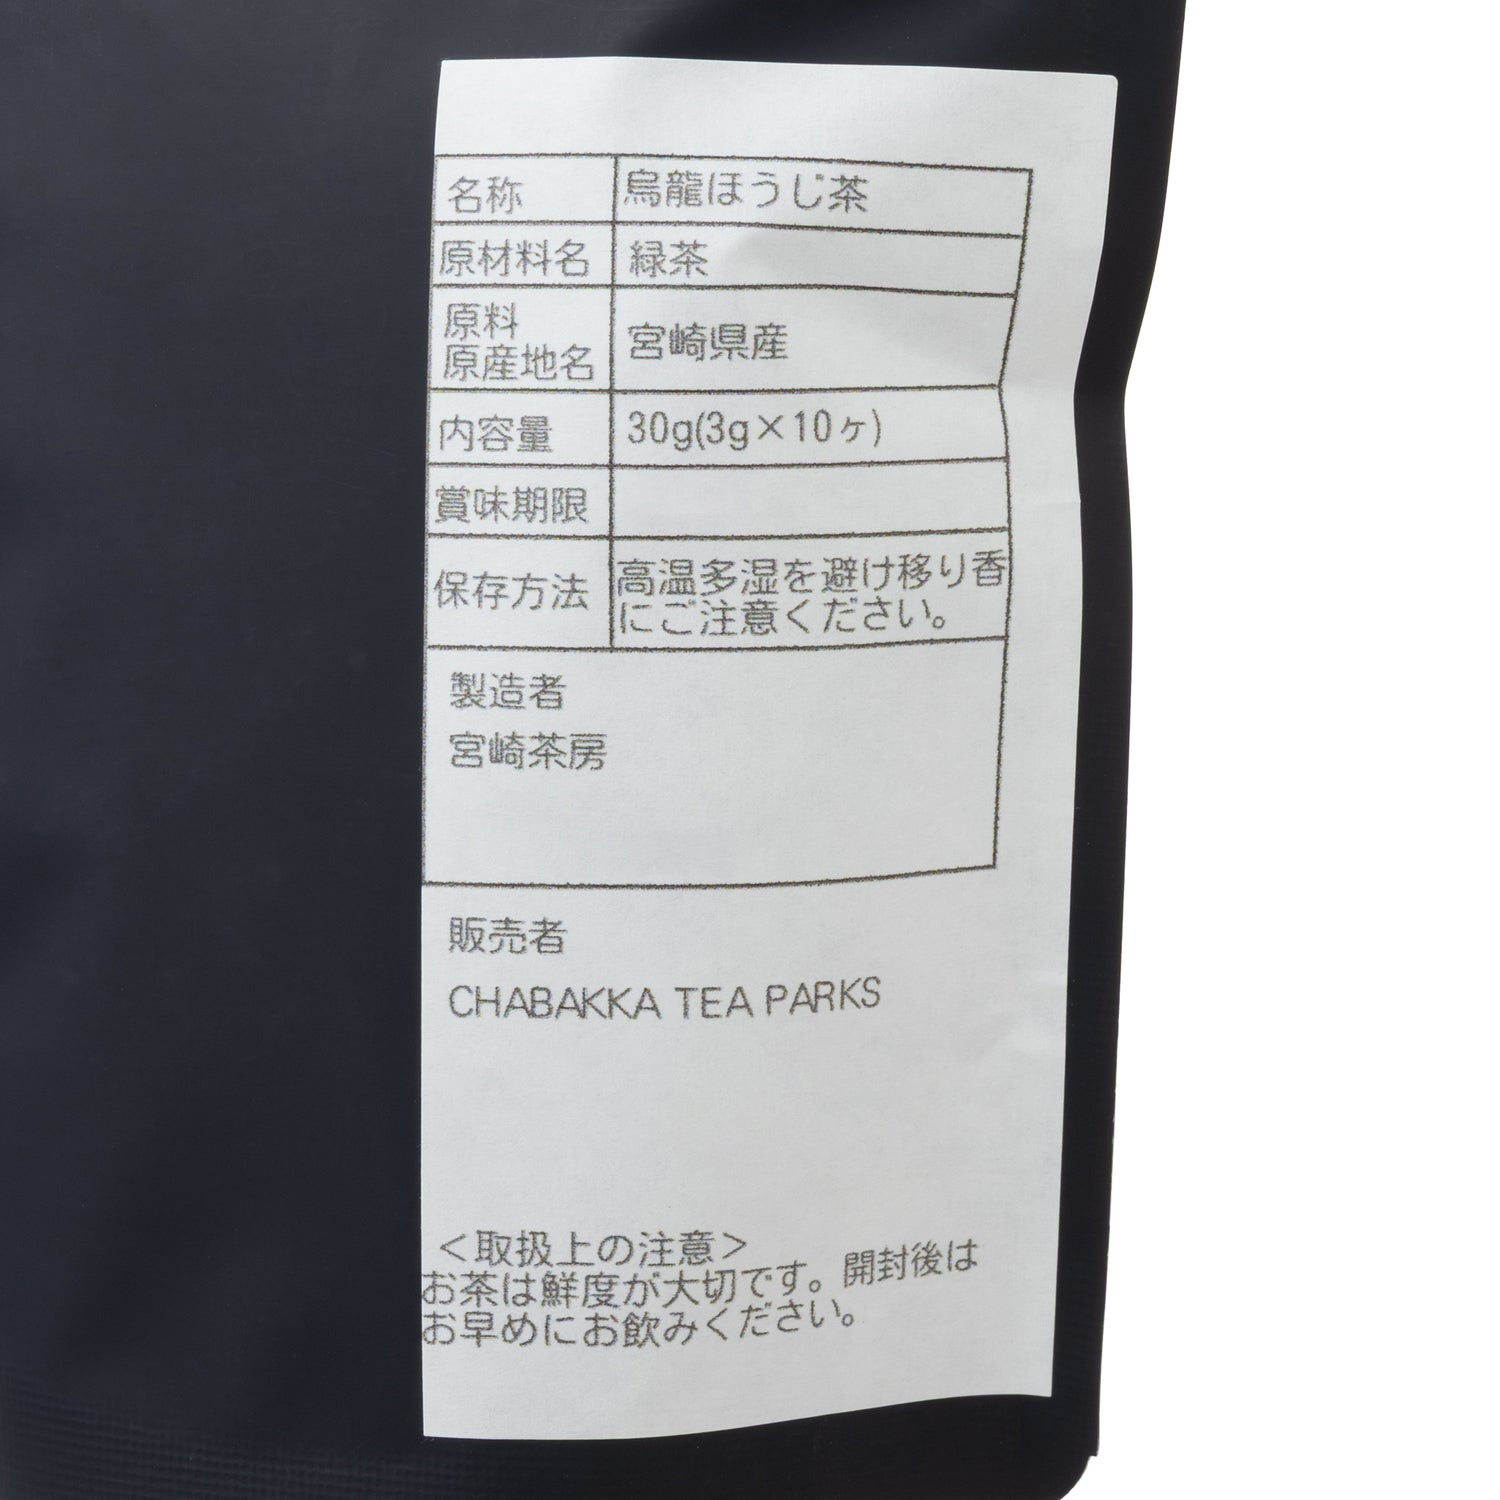 名称 烏龍ほうじ茶
原材料名 緑茶
原料
原産地名 宮崎県産
内容量 30g(3g×10ヶ)
賞味期限
保存方法 高温多湿を避け移り香
にご注意ください。
製造者
宮崎茶房
販売者
CHABAKKA TEA PARKS
＜取扱上の注意＞
お茶は鮮度が大切です。開封後は
お早めにお飲みください。